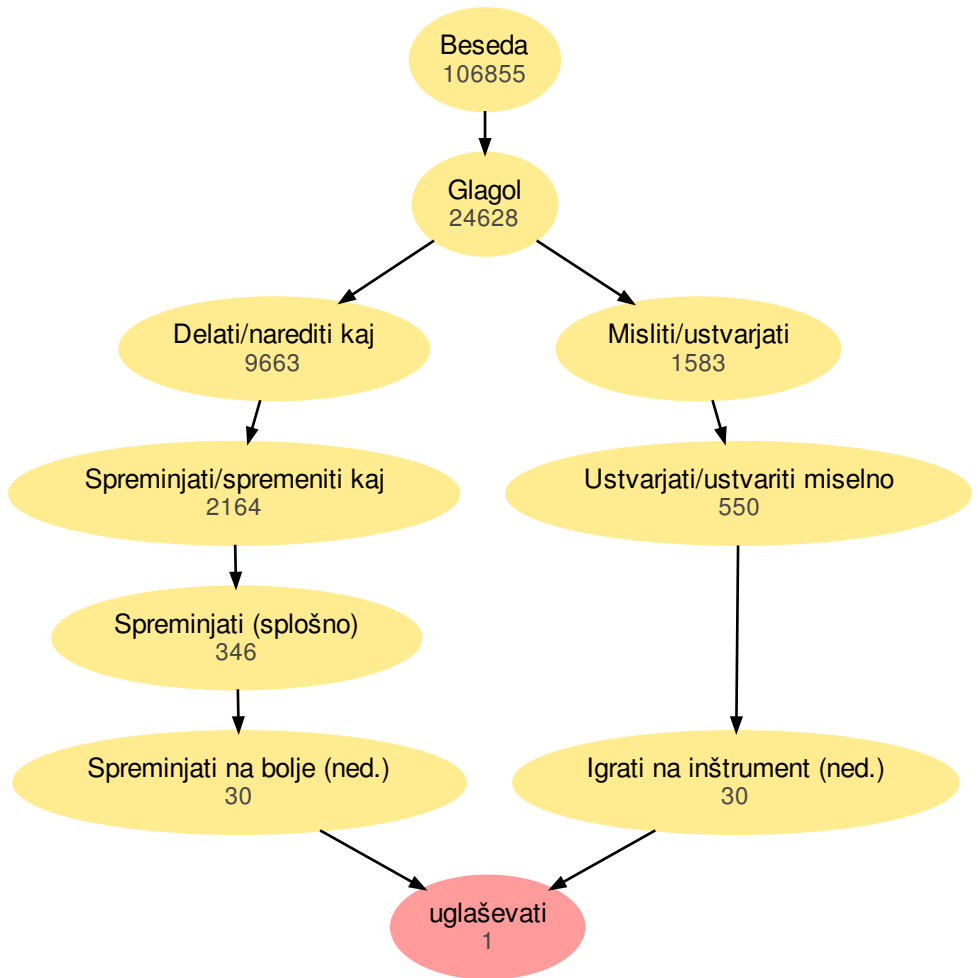 Beseda
106855
Glagol
24628
Delati/narediti kaj
9663
Misliti/ustvarjati
1583
Spreminjati/spremeniti kaj
2164
Ustvarjati/ustvariti miselno
550
Spreminjati (splošno)
346
Spreminjati na bolje (ned.)
30
Igrati na inštrument (ned.)
30
uglaševati
1